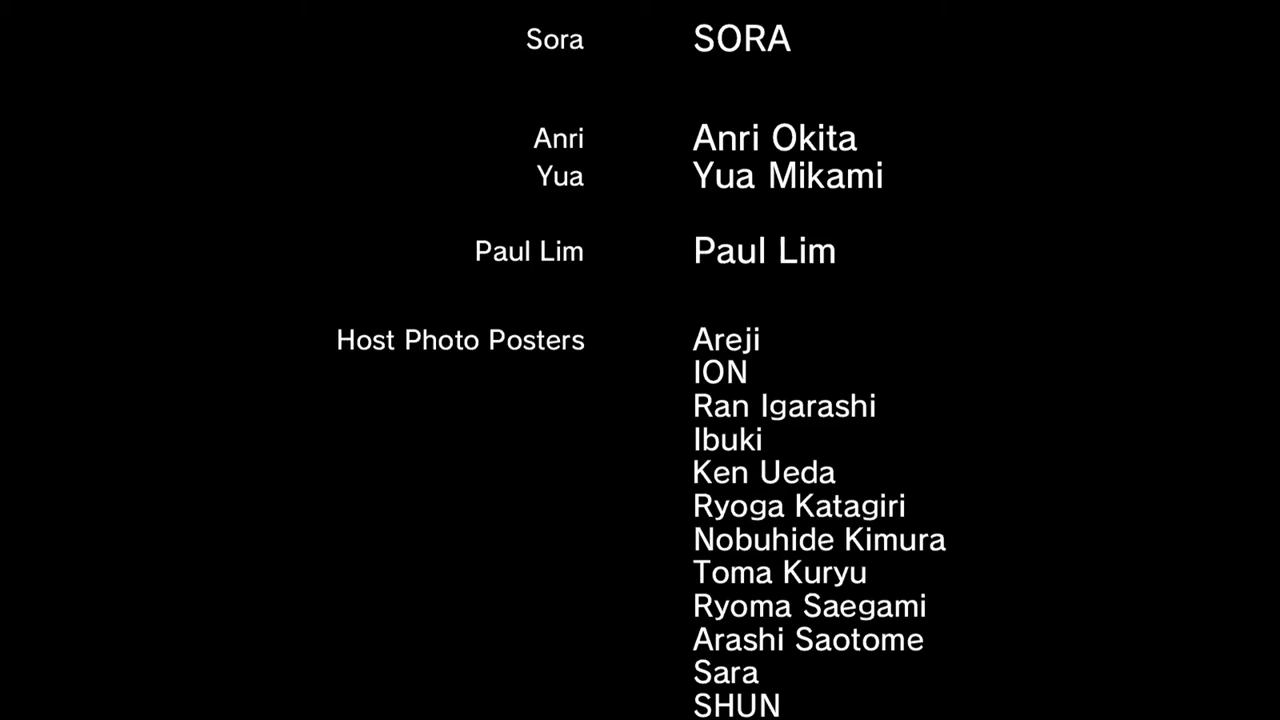 Sora SORA
Anri Anri Okita
Yua Yua Mikami
Paul Lim Paul Lim
Host Photo Posters Areji
ION
Ran Igarashi
Ibuki
Ken Ueda
Ryoga Katagiri
Nobuhide Kimura
Toma Kuryu
Ryoma Saegami
Arashi Saotome
Sara
SHUN